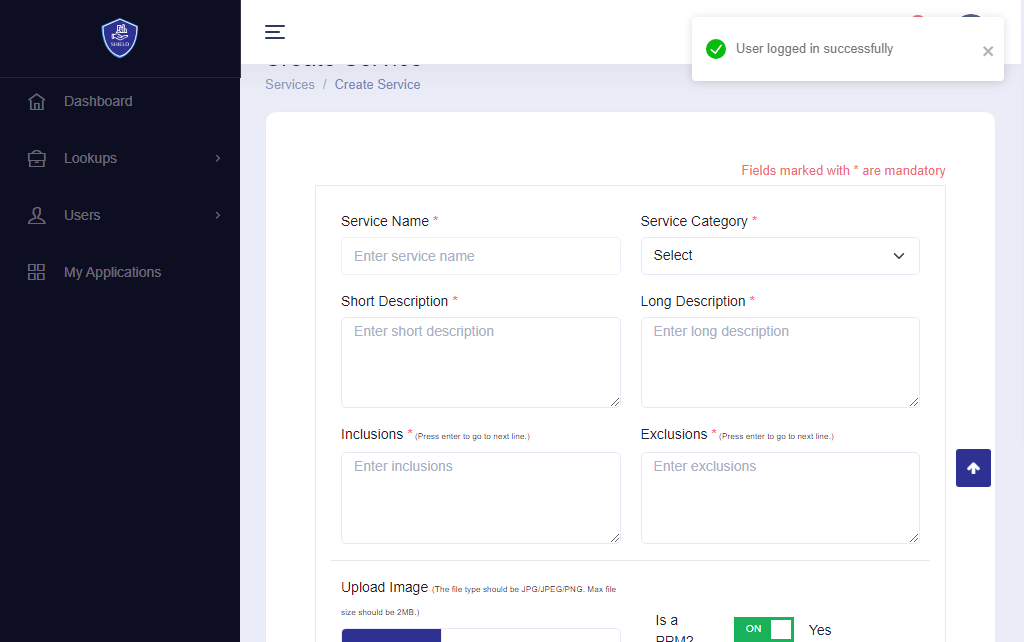 SHIELD
Dashboard
Lookups
Users
My Applications
User logged in successfully
Create Service
Services / Create Service
Fields marked with * are mandatory
Service Name *
Service Category *
Enter service name
Select
Short Description *
Long Description *
Enter short description
Enter long description
Inclusions * (Press enter to go to next line.)
Exclusions * (Press enter to go to next line.)
Enter inclusions
Enter exclusions
Upload Image (The file type should be JPG/JPEG/PNG. Max file
size should be 2MB.)
Is a
PPM?
ON
Yes